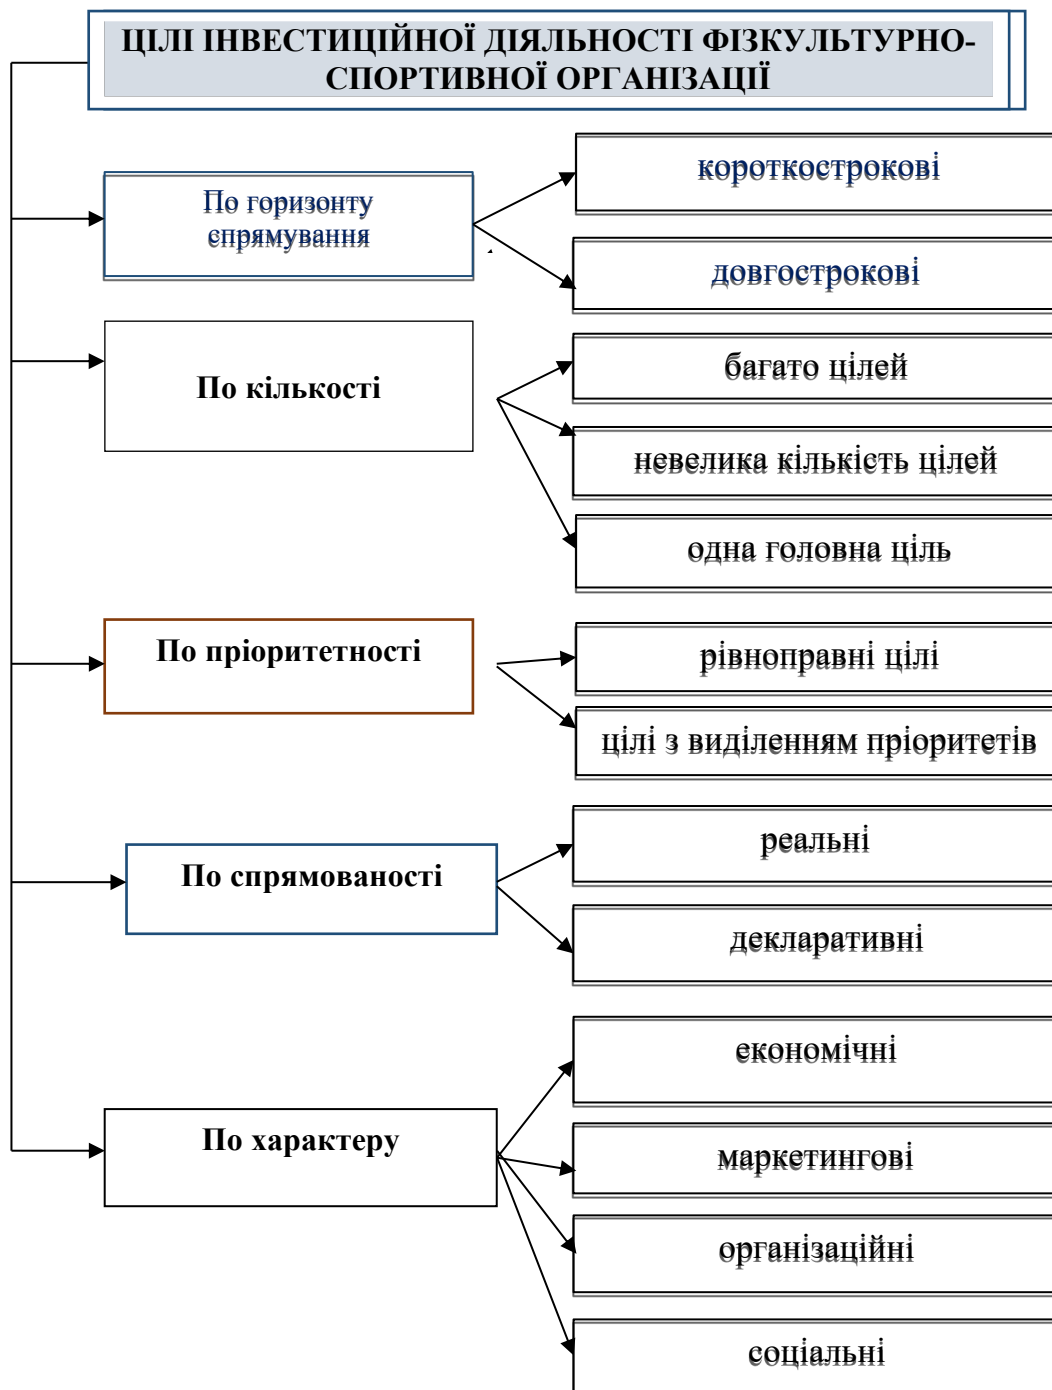 ЦІЛІ ІНВЕСТИЦІЙНОЇ ДІЯЛЬНОСТІ ФІЗКУЛЬТУРНО-
СПОРТИВНОЇ ОРГАНІЗАЦІЇ
По горизонту
спрямування
короткострокові
довгострокові
По кількості
багато цілей
невелика кількість цілей
одна головна ціль
По пріоритетності
рівноправні цілі
цілі з виділенням пріоритетів
По спрямованості
реальні
декларативні
По характеру
економічні
маркетингові
організаційні
соціальні